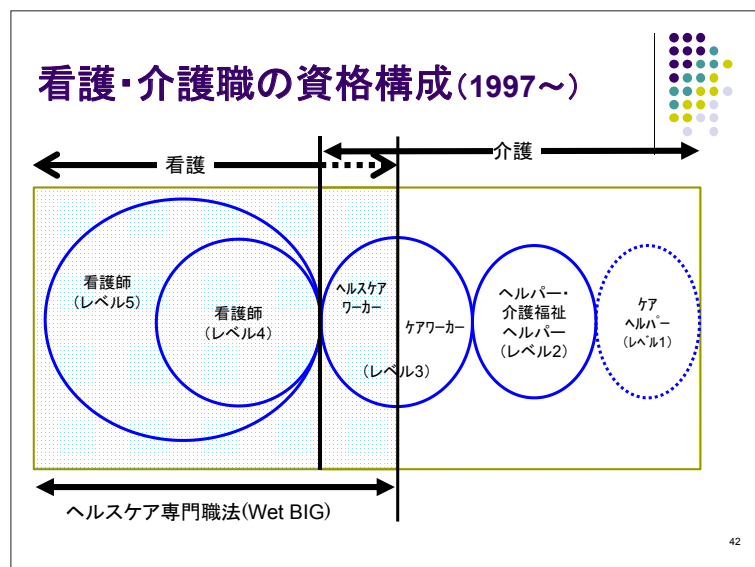 看護・介護職の資格構成(1997～)
看護
介護
看護師
(レベル5)
看護師
(レベル4)
ﾍﾙｽｹｱ
ﾜｰｶｰ
ｹｱﾜｰｶｰ
(レベル3)
ヘルパー・
介護福祉
ヘルパー
(レベル2)
ｹｱ
ﾍﾙﾊﾟｰ
(ﾚﾍﾞﾙ1)
ヘルスケア専門職法(Wet BIG)
42